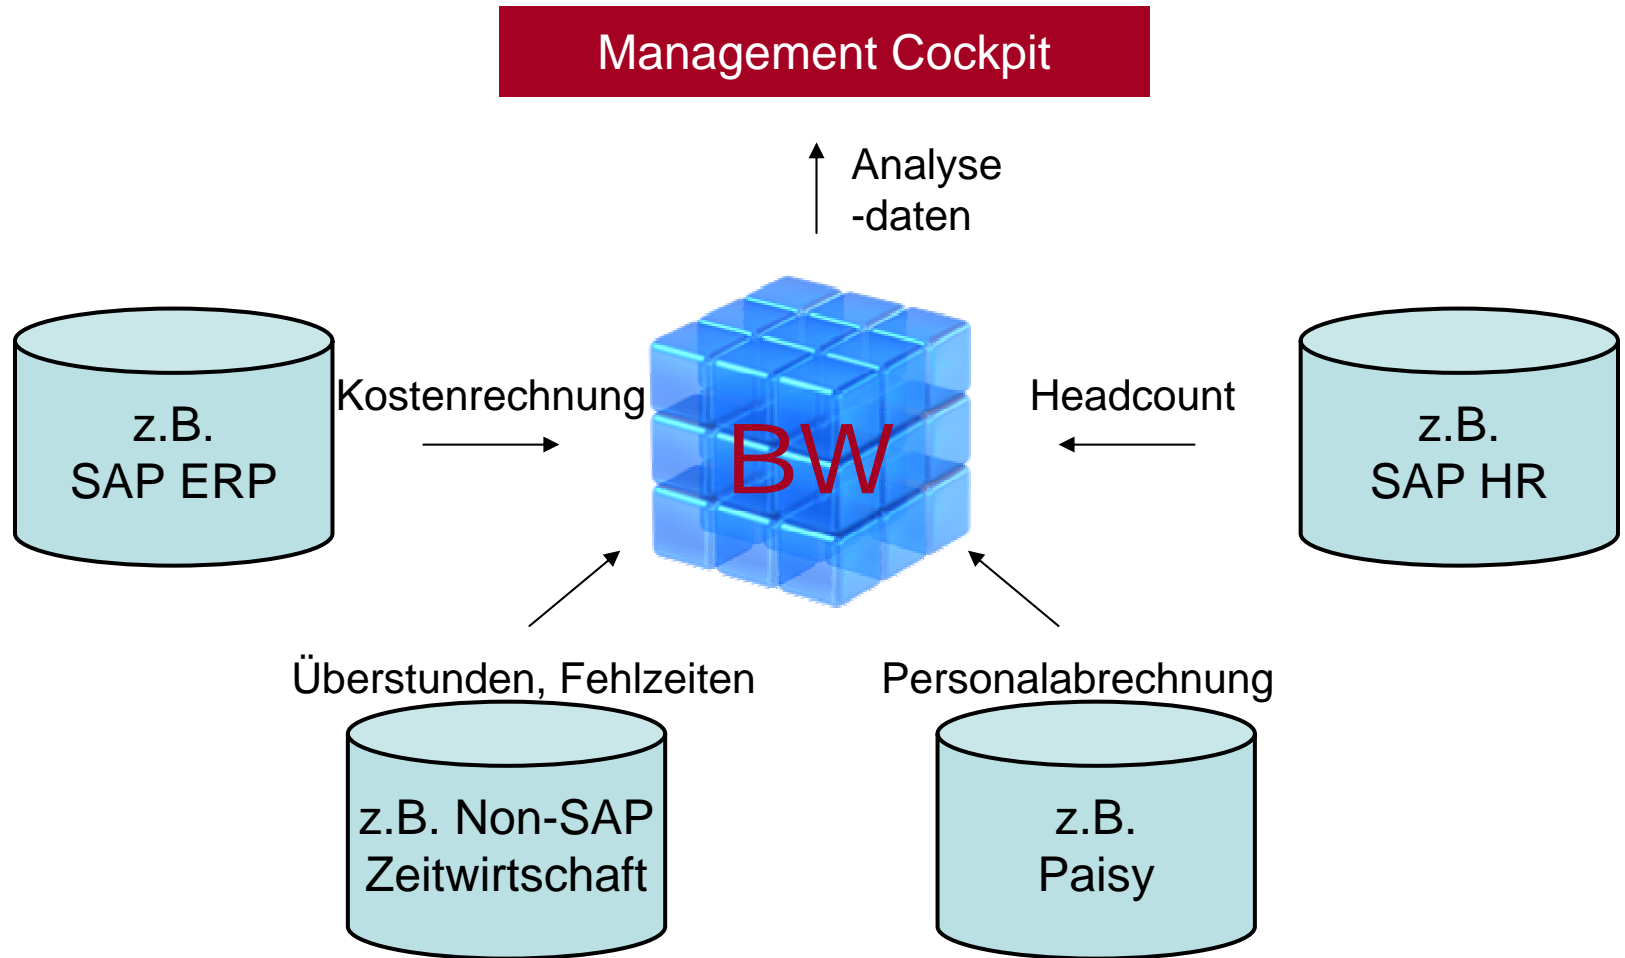 Management Cockpit
Analyse
-daten
Kostenrechnung
Headcount
z.B.
SAP ERP
BW
z.B.
SAP HR
Überstunden, Fehlzeiten
Personalabrechnung
z.B. Non-SAP
Zeitwirtschaft
z.B.
Paisy